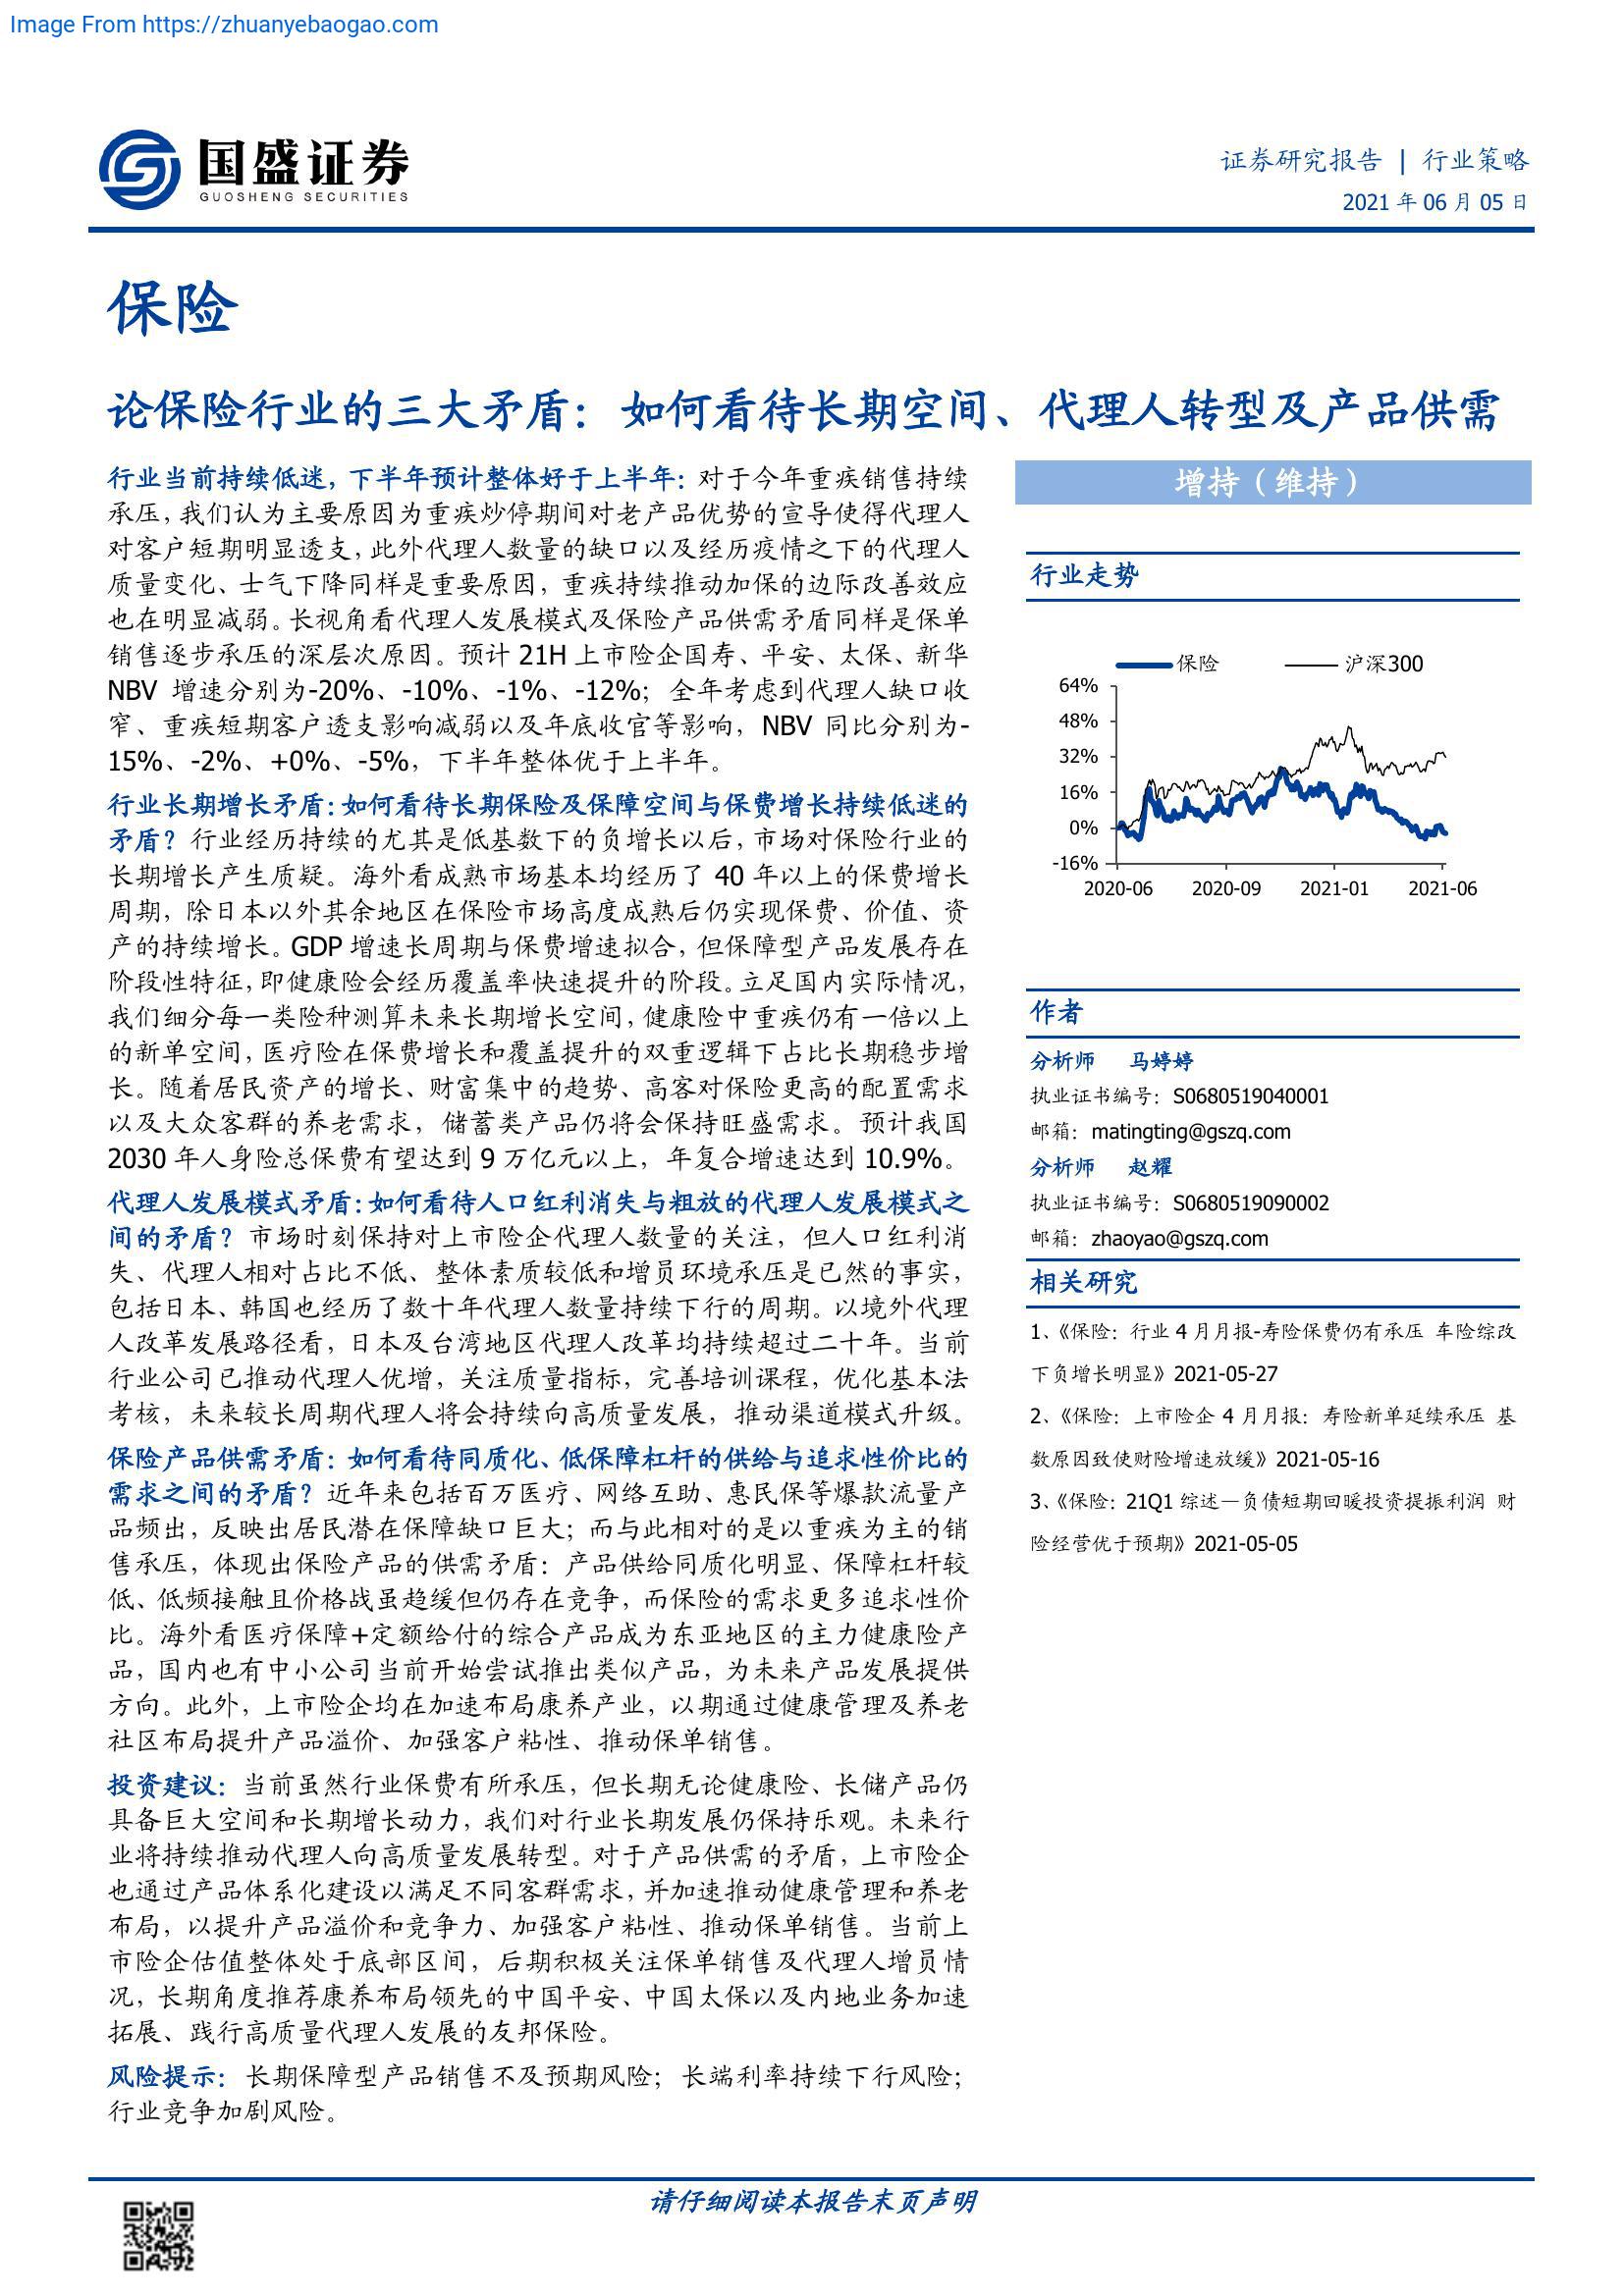 Image From https://zhuanyebaogao.com
国盛证券
GUOSHENG SECURITIES
证券研究报告 | 行业策略
2021 年 06 月 05 日
保险
论保险行业的三大矛盾：如何看待长期空间、代理人转型及产品供需
行业当前持续低迷，下半年预计整体好于上半年：对于今年重疾销售持续
承压，我们认为主要原因为重疾炒停期间对老产品优势的宣导使得代理人
对客户短期明显透支，此外代理人数量的缺口以及经历疫情之下的代理人
质量变化、士气下降同样是重要原因，重疾持续推动加保的边际改善效应
也在明显减弱。长视角看代理人发展模式及保险产品供需矛盾同样是保单
销售逐步承压的深层次原因。预计 21H 上市险企国寿、平安、太保、新华
NBV 增速分别为-20%、-10%、-1%、-12%；全年考虑到代理人缺口收
窄、重疾短期客户透支影响减弱以及年底收官等影响，NBV 同比分别为-
15%、-2%、+0%、-5%，下半年整体优于上半年。
行业长期增长矛盾：如何看待长期保险及保障空间与保费增长持续低迷的
矛盾？行业经历持续的尤其是低基数下的负增长以后，市场对保险行业的
长期增长产生质疑。海外看成熟市场基本均经历了 40 年以上的保费增长
周期，除日本以外其余地区在保险市场高度成熟后仍实现保费、价值、资
产的持续增长。GDP 增速长周期与保费增速拟合，但保障型产品发展存在
阶段性特征，即健康险会经历覆盖率快速提升的阶段。立足国内实际情况，
我们细分每一类险种测算未来长期增长空间，健康险中重疾仍有一倍以上
的新单空间，医疗险在保费增长和覆盖提升的双重逻辑下占比长期稳步增
长。随着居民资产的增长、财富集中的趋势、高客对保险更高的配置需求
以及大众客群的养老需求，储蓄类产品仍将会保持旺盛需求。预计我国
2030 年人身险总保费有望达到 9 万亿元以上，年复合增速达到 10.9%。
代理人发展模式矛盾：如何看待人口红利消失与粗放的代理人发展模式之
间的矛盾？市场时刻保持对上市险企代理人数量的关注，但人口红利消
失、代理人相对占比不低、整体素质较低和增员环境承压是已然的事实，
包括日本、韩国也经历了数十年代理人数量持续下行的周期。以境外代理
人改革发展路径看，日本及台湾地区代理人改革均持续超过二十年。当前
行业公司已推动代理人优增，关注质量指标，完善培训课程，优化基本法
考核，未来较长周期代理人将会持续向高质量发展，推动渠道模式升级。
保险产品供需矛盾：如何看待同质化、低保障杠杆的供给与追求性价比的
需求之间的矛盾？近年来包括百万医疗、网络互助、惠民保等爆款流量产
品频出，反映出居民潜在保障缺口巨大；而与此相对的是以重疾为主的销
售承压，体现出保险产品的供需矛盾：产品供给同质化明显、保障杠杆较
低、低频接触且价格战虽趋缓但仍存在竞争，而保险的需求更多追求性价
比。海外看医疗保障+定额给付的综合产品成为东亚地区的主力健康险产
品，国内也有中小公司当前开始尝试推出类似产品，为未来产品发展提供
方向。此外，上市险企均在加速布局康养产业，以期通过健康管理及养老
社区布局提升产品溢价、加强客户粘性、推动保单销售。
投资建议：当前虽然行业保费有所承压，但长期无论健康险、长储产品仍
具备巨大空间和长期增长动力，我们对行业长期发展仍保持乐观。未来行
业将持续推动代理人向高质量发展转型。对于产品供需的矛盾，上市险企
也通过产品体系化建设以满足不同客群需求，并加速推动健康管理和养老
布局，以提升产品溢价和竞争力、加强客户粘性、推动保单销售。当前上
市险企估值整体处于底部区间，后期积极关注保单销售及代理人增员情
况，长期角度推荐康养布局领先的中国平安、中国太保以及内地业务加速
拓展、践行高质量代理人发展的友邦保险。
风险提示：长期保障型产品销售不及预期风险；长端利率持续下行风险；
行业竞争加剧风险。
增持（维持）
行业走势
保险 沪深300
64%
48%
32%
16%
0%
-16%
2020-06 2020-09 2021-01 2021-06
作者
分析师 马婷婷
执业证书编号：S0680519040001
邮箱：matingting@gszq.com
分析师 赵耀
执业证书编号：S0680519090002
邮箱：zhaoyao@gszq.com
相关研究
1、《保险：行业 4 月月报-寿险保费仍有承压 车险综改
下负增长明显》2021-05-27
2、《保险：上市险企 4 月月报：寿险新单延续承压 基
数原因致使财险增速放缓》2021-05-16
3、《保险：21Q1 综述—负债短期回暖投资提振利润 财
险经营优于预期》2021-05-05
请仔细阅读本报告末页声明